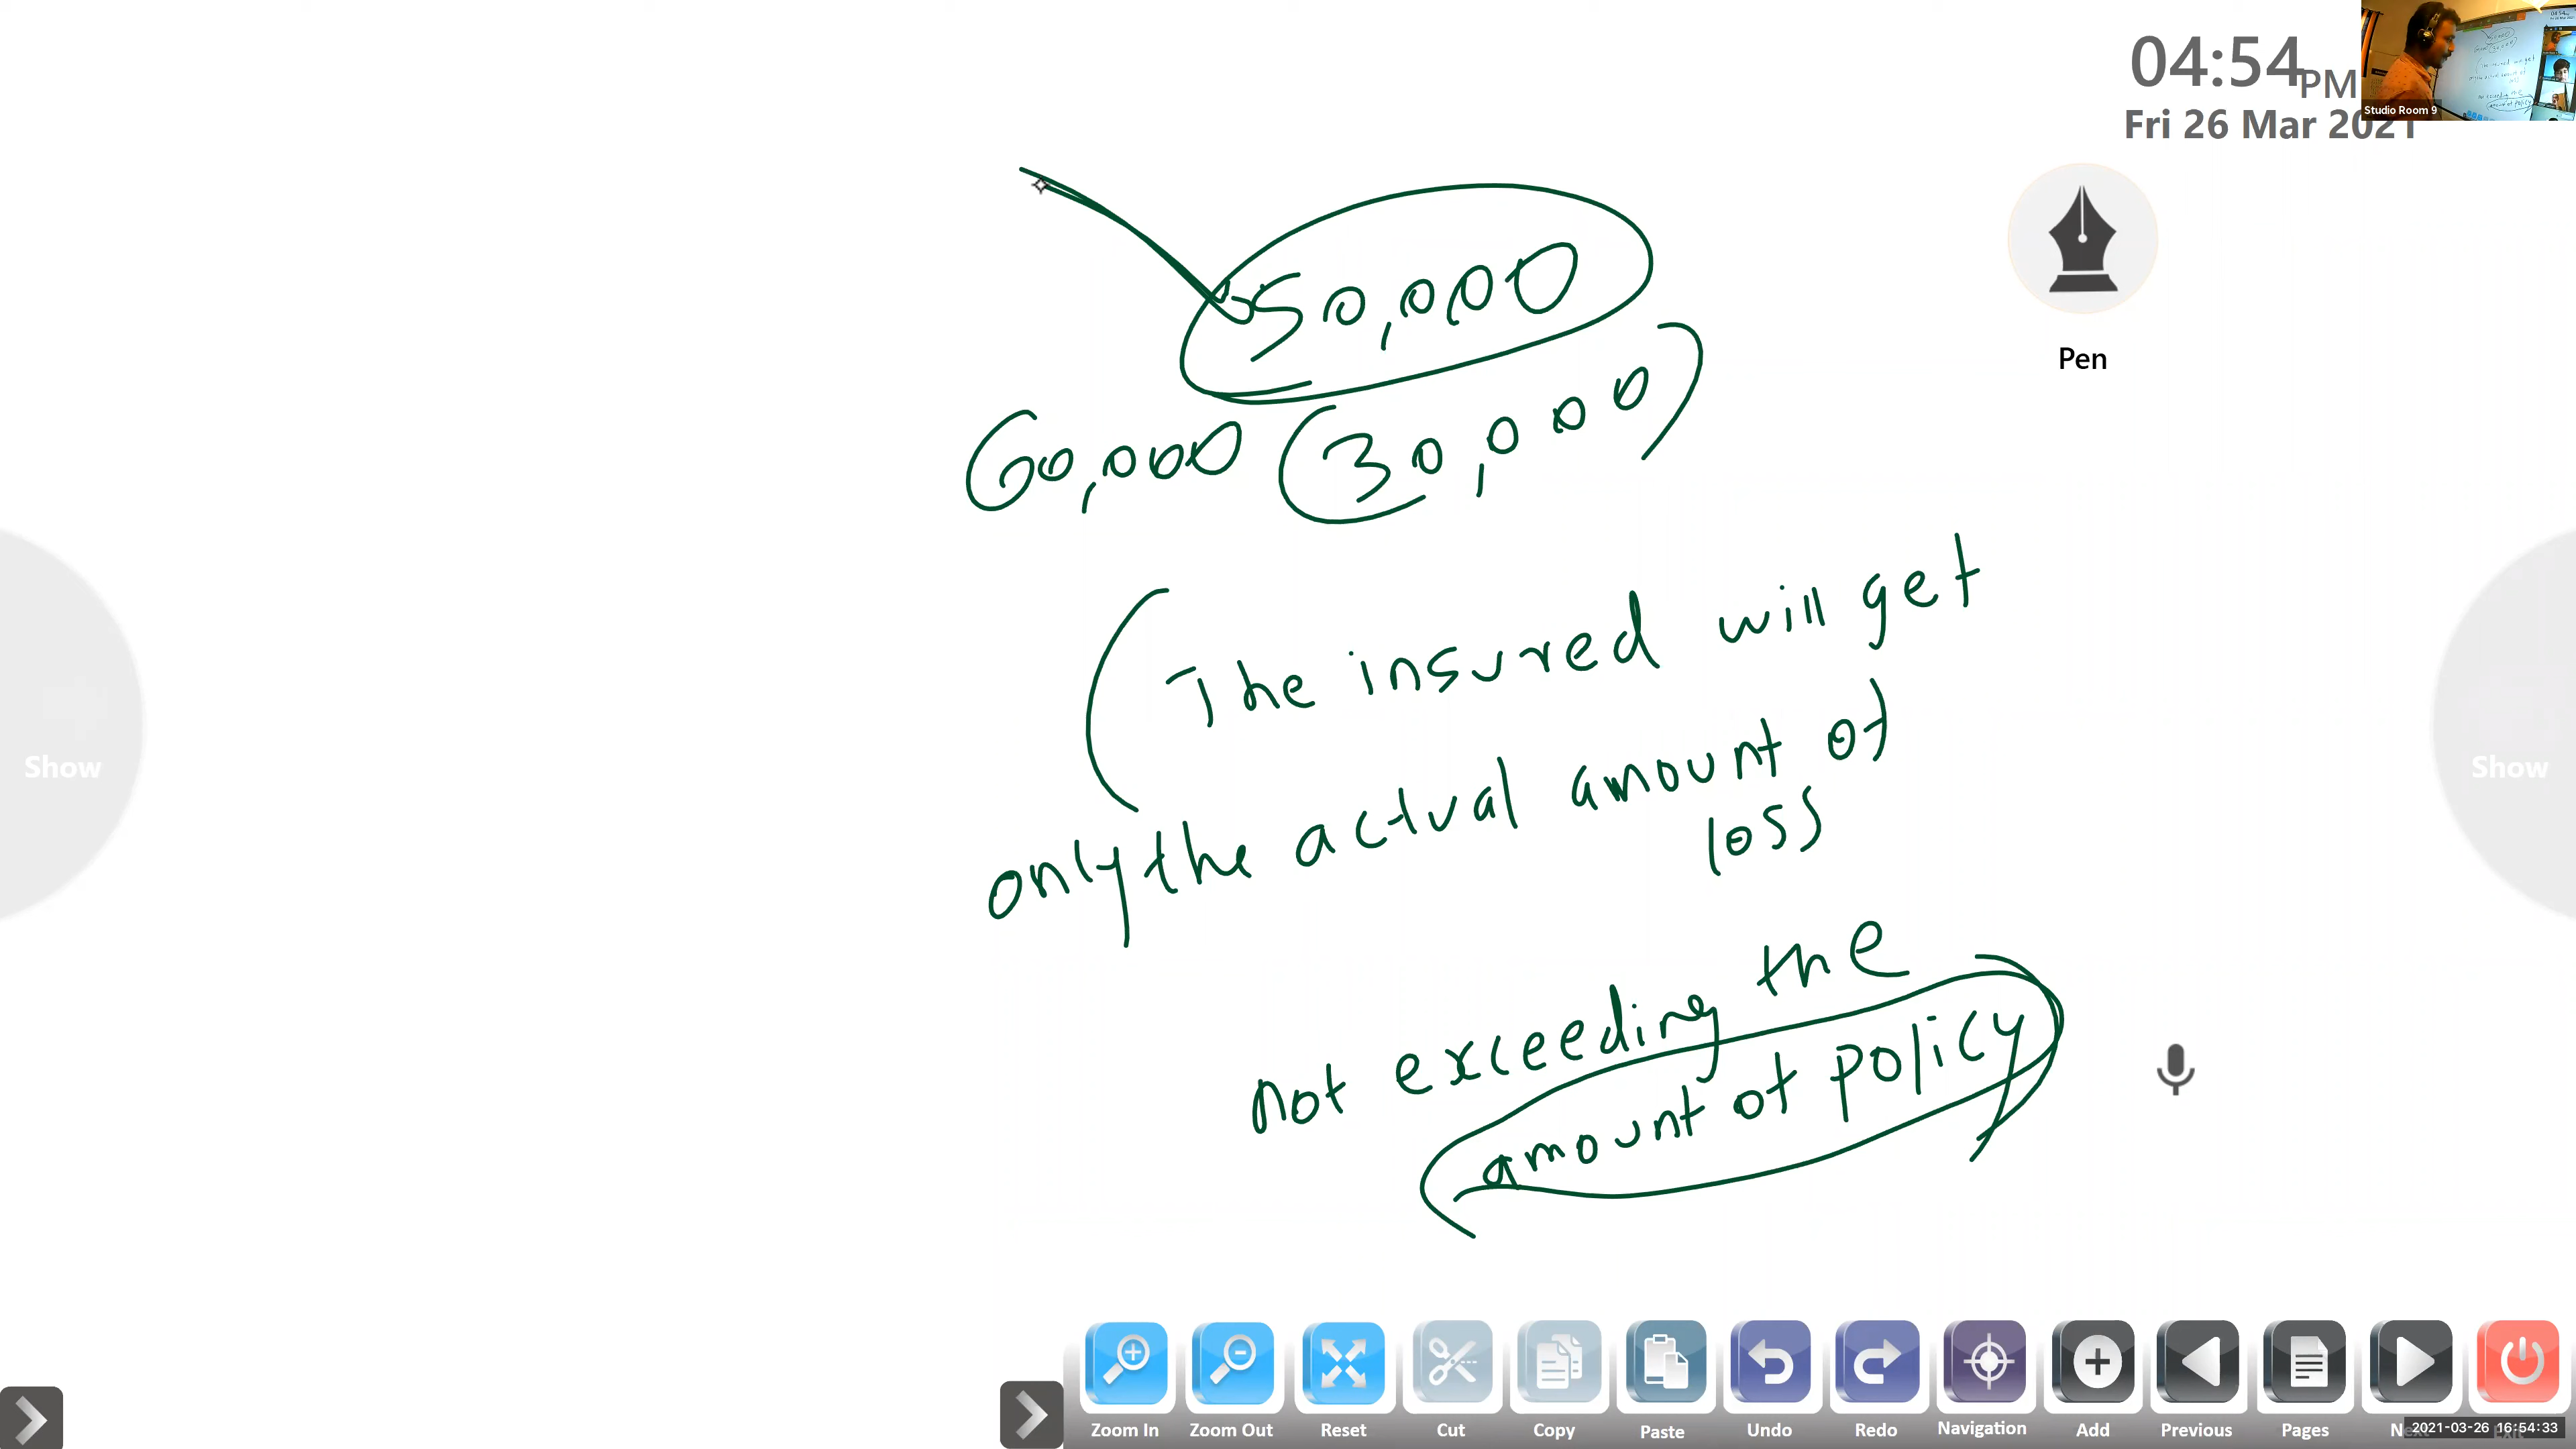 04:54 PM
Fri 26 Mar 2021
Studio Room 9
Pen
50,000
60,000 (30,000)
(The insured will get
only the actual amount of
loss
not exceeding the
amount of policy
Show
Show
Zoom In Zoom Out Reset Cut Copy Paste Undo Redo Navigation Add Previous Pages
2021-03-26 16:54:33